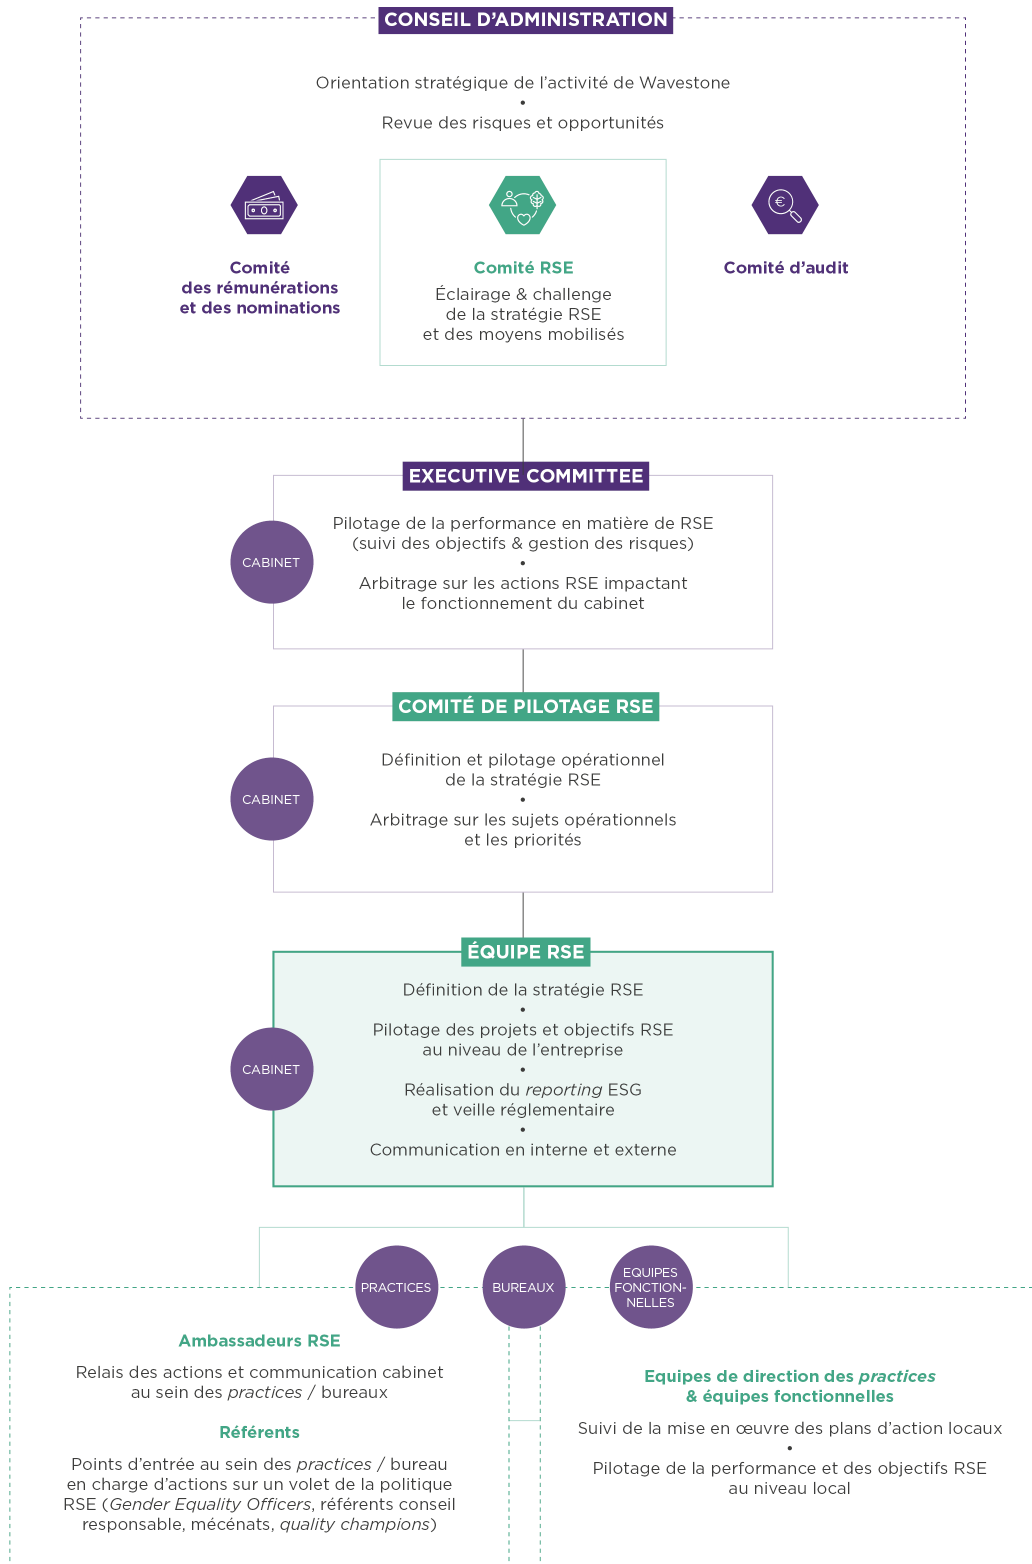 CONSEIL D’ADMINISTRATION
Orientation stratégique de l’activité de Wavestone
•
Revue des risques et opportunités
€
Comité
des rémunérations
et des nominations
Comité RSE
Éclairage & challenge
de la stratégie RSE
et des moyens mobilisés
Comité d’audit
EXECUTIVE COMMITTEE
CABINET
Pilotage de la performance en matière de RSE
(suivi des objectifs & gestion des risques)
•
Arbitrage sur les actions RSE impactant
le fonctionnement du cabinet
COMITÉ DE PILOTAGE RSE
CABINET
Définition et pilotage opérationnel
de la stratégie RSE
•
Arbitrage sur les sujets opérationnels
et les priorités
ÉQUIPE RSE
CABINET
Définition de la stratégie RSE
•
Pilotage des projets et objectifs RSE
au niveau de l’entreprise
•
Réalisation du reporting ESG
et veille réglementaire
•
Communication en interne et externe
PRACTICES
BUREAUX
EQUIPES
FONCTION-
NELLES
Ambassadeurs RSE
Relais des actions et communication cabinet
au sein des practices / bureaux
Référents
Points d’entrée au sein des practices / bureau
en charge d’actions sur un volet de la politique
RSE (Gender Equality Officers, référents conseil
responsable, mécénats, quality champions)
Equipes de direction des practices
& équipes fonctionnelles
Suivi de la mise en œuvre des plans d’action locaux
•
Pilotage de la performance et des objectifs RSE
au niveau local